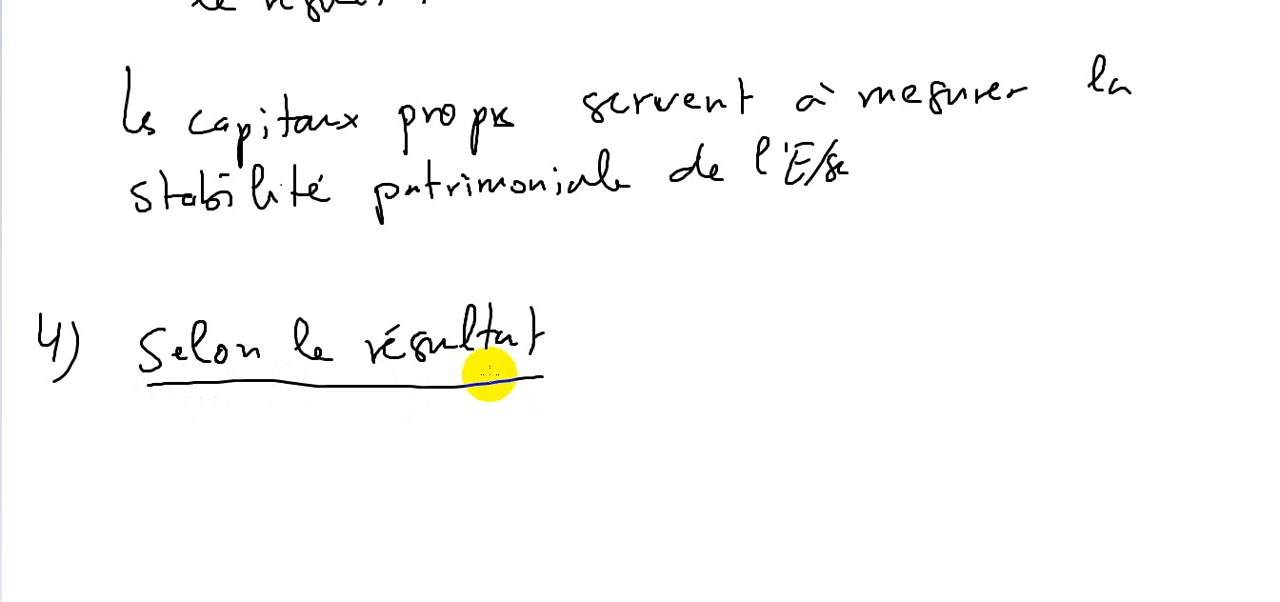 Les capitaux propres servent à mesurer la
stabilité patrimoniale de l'E/se
4) Selon le résultat